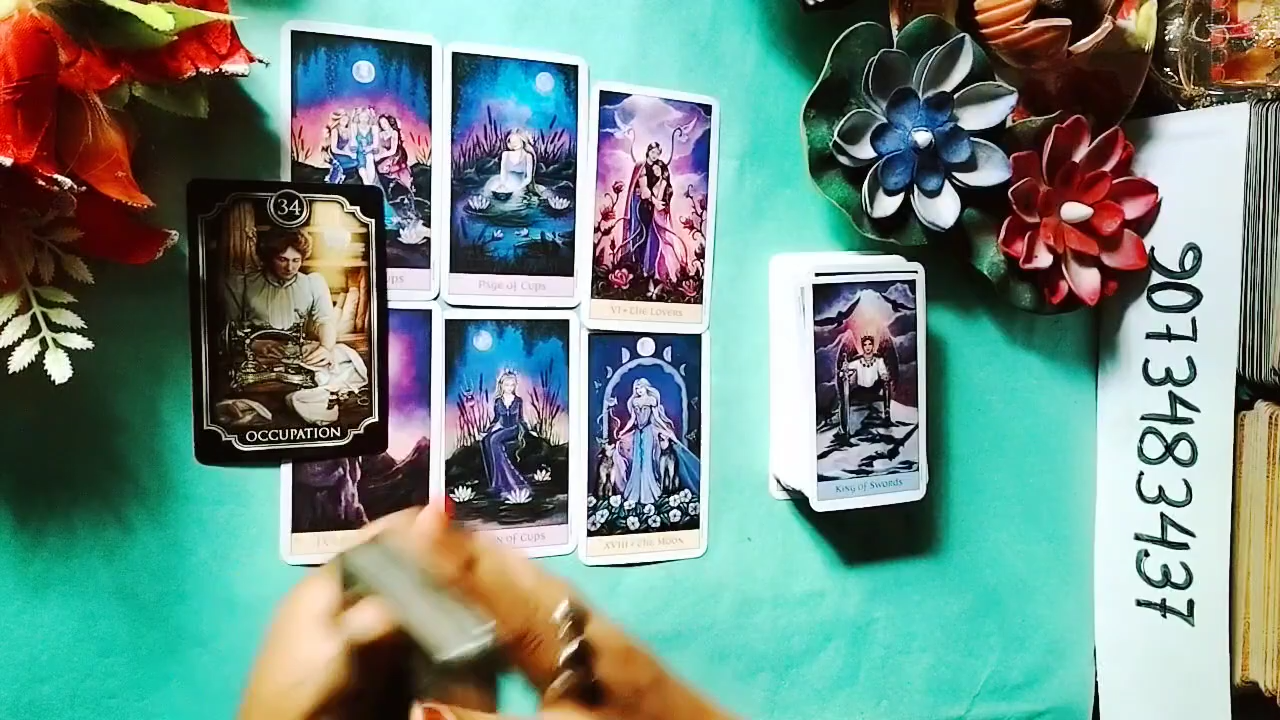 34
OCCUPATION
Page of Cups
VI • The Lovers
of Cups
XVIII • The Moon
King of Swords
9073483437